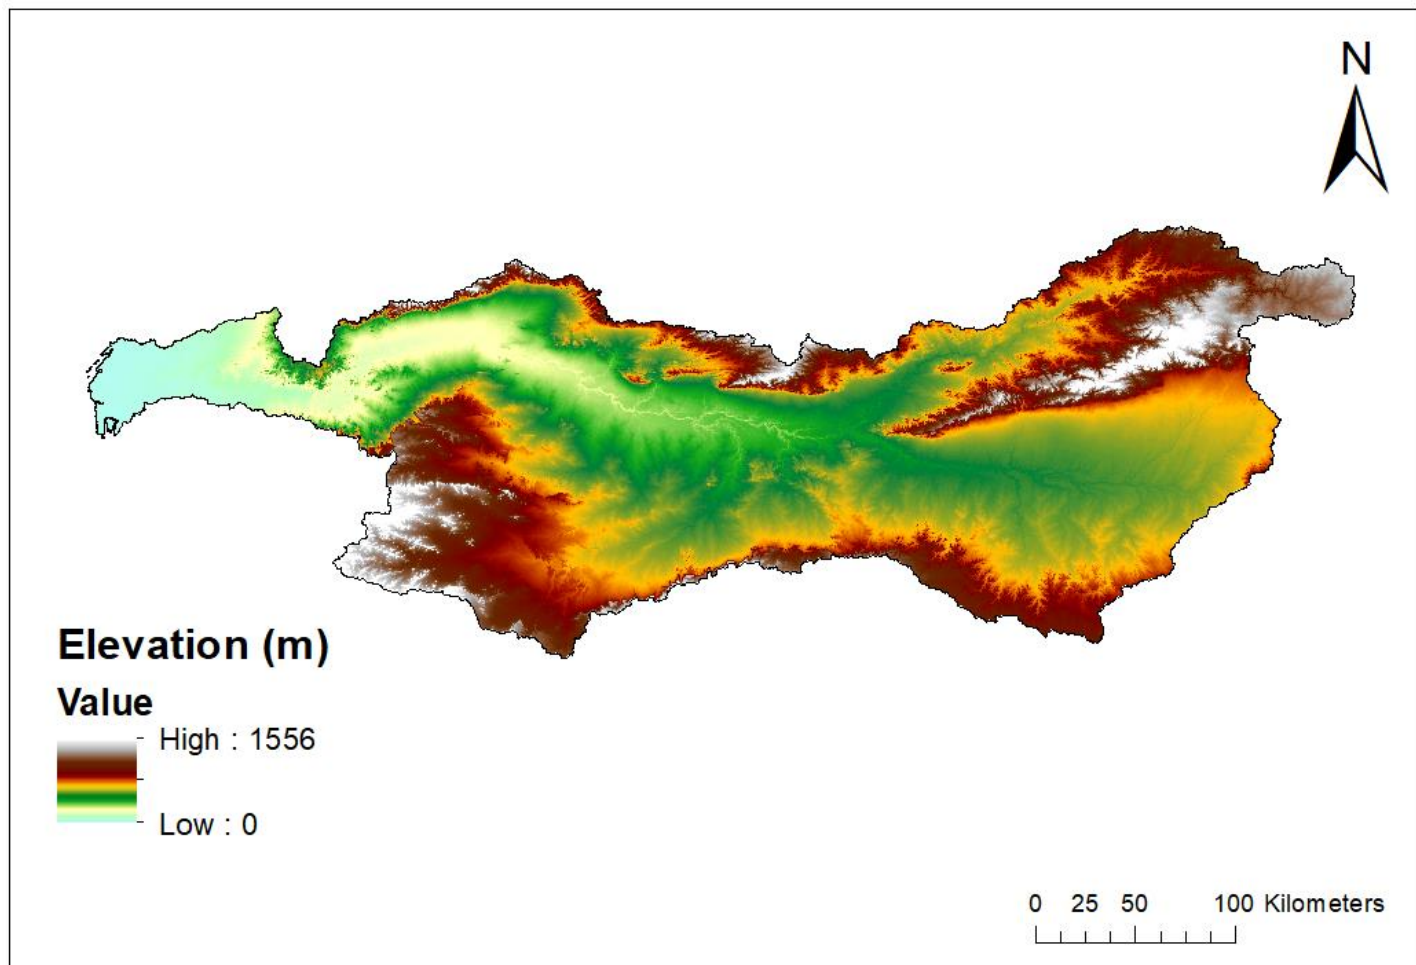 N
Elevation (m)
Value
High : 1556
Low : 0
0 25 50 100 Kilometers